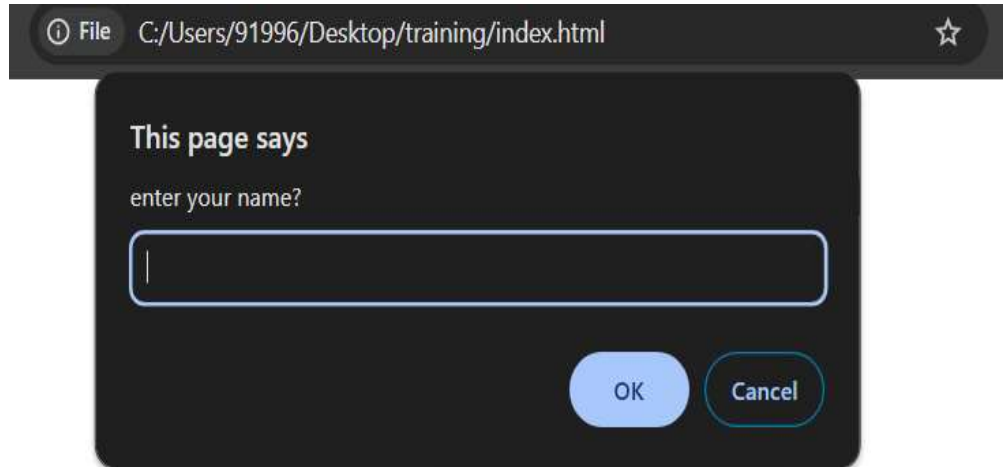 File C:/Users/91996/Desktop/training/index.html
This page says
enter your name?
OK Cancel